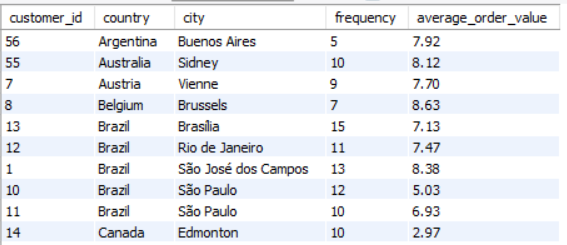 customer_id country city frequency average_order_value
56 Argentina Buenos Aires 5 7.92
55 Australia Sidney 10 8.12
7 Austria Vienne 9 7.70
8 Belgium Brussels 7 8.63
13 Brazil Brasília 15 7.13
12 Brazil Rio de Janeiro 11 7.47
1 Brazil São José dos Campos 13 8.38
10 Brazil São Paulo 12 5.03
11 Brazil São Paulo 10 6.93
14 Canada Edmonton 10 2.97